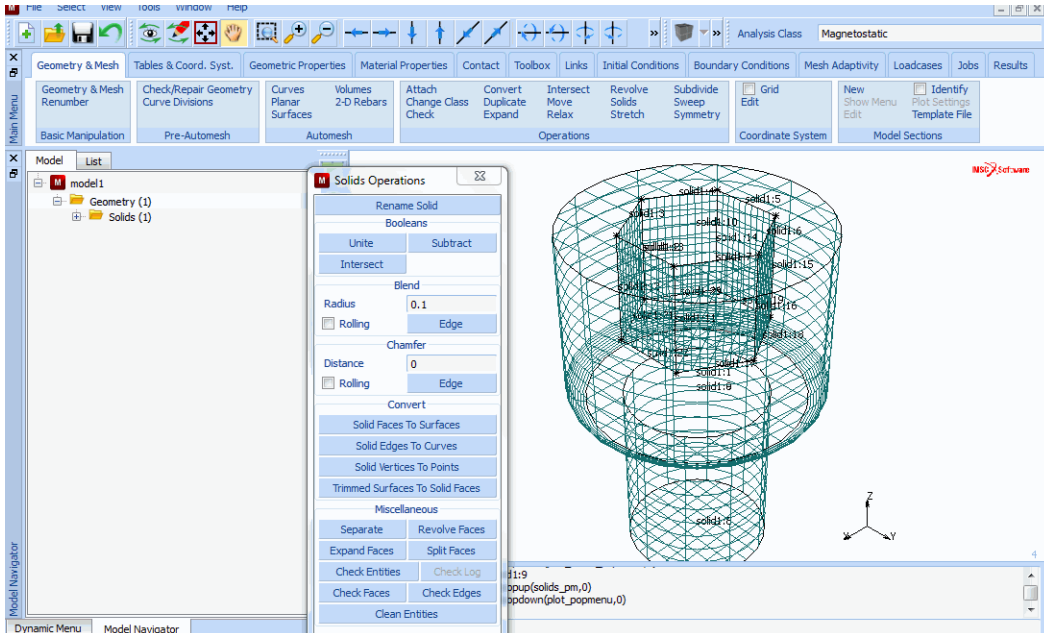 File Select View Tools Window Help
» » Analysis Class Magnetostatic
Geometry & Mesh Tables & Coord. Syst. Geometric Properties Material Properties Contact Toolbox Links Initial Conditions Boundary Conditions Mesh Adaptivity Loadcases Jobs Results
Main Menu
Geometry & Mesh Check/Repair Geometry Curves Volumes Attach Convert Intersect Revolve Subdivide Grid New Identify
Renumber Curve Divisions Planar 2-D Rebars Change Class Duplicate Move Solids Sweep Edit Show Menu Plot Settings
Surfaces Check Expand Relax Stretch Symmetry Edit Template File
Basic Manipulation Pre-Automesh Automesh Operations Coordinate System Model Sections
Model List
model1
Geometry (1)
Solids (1)
Model Navigator
Dynamic Menu Model Navigator
Solids Operations
Rename Solid
Booleans
Unite Subtract
Intersect
Blend
Radius 0.1
Rolling Edge
Chamfer
Distance 0
Rolling Edge
Convert
Solid Faces To Surfaces
Solid Edges To Curves
Solid Vertices To Points
Trimmed Surfaces To Solid Faces
Miscellaneous
Separate Revolve Faces
Expand Faces Split Faces
Check Entities Check Log
Check Faces Check Edges
Clean Entities
MSC Software
solid1:4
solid1:5
solid1:3
solid1:10
solid1:6
solid1:14
solid1:15
solid1:1
solid1:8
Z
X Y
4
d1:9
opup(solids_pm,0)
opdown(plot_popmenu,0)